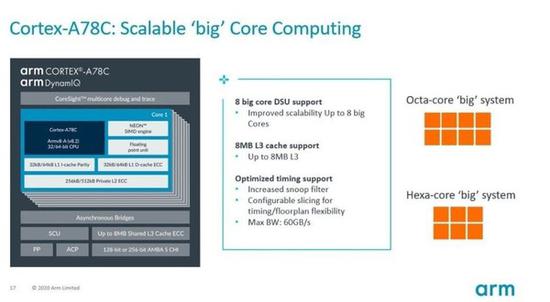 Cortex-A78C: Scalable ‘big’ Core Computing
arm CORTEX®-A78C
arm DynamIQ
CoreSight™ multicore debug and trace
Core 1
Cortex-A78C
Armv8-A (v8.2)
32/64-bit CPU
NEON™
SIMD engine
Floating
point unit
32kB/64kB L1 I-cache Parity
32kB/64kB L1 D-cache ECC
256kB/512kB Private L2 ECC
Asynchronous Bridges
SCU
Up to 8MB Shared L3 Cache ECC
PP
ACP
128-bit or 256-bit AMBA 5 CHI
8 big core DSU support
• Improved scalability Up to 8 big
Cores
8MB L3 cache support
• Up to 8MB L3
Optimized timing support
• Increased snoop filter
• Configurable slicing for
timing/floorplan flexibility
• Max BW: 60GB/s
Octa-core ‘big’ system
Hexa-core ‘big’ system
17 © 2020 Arm Limited
arm